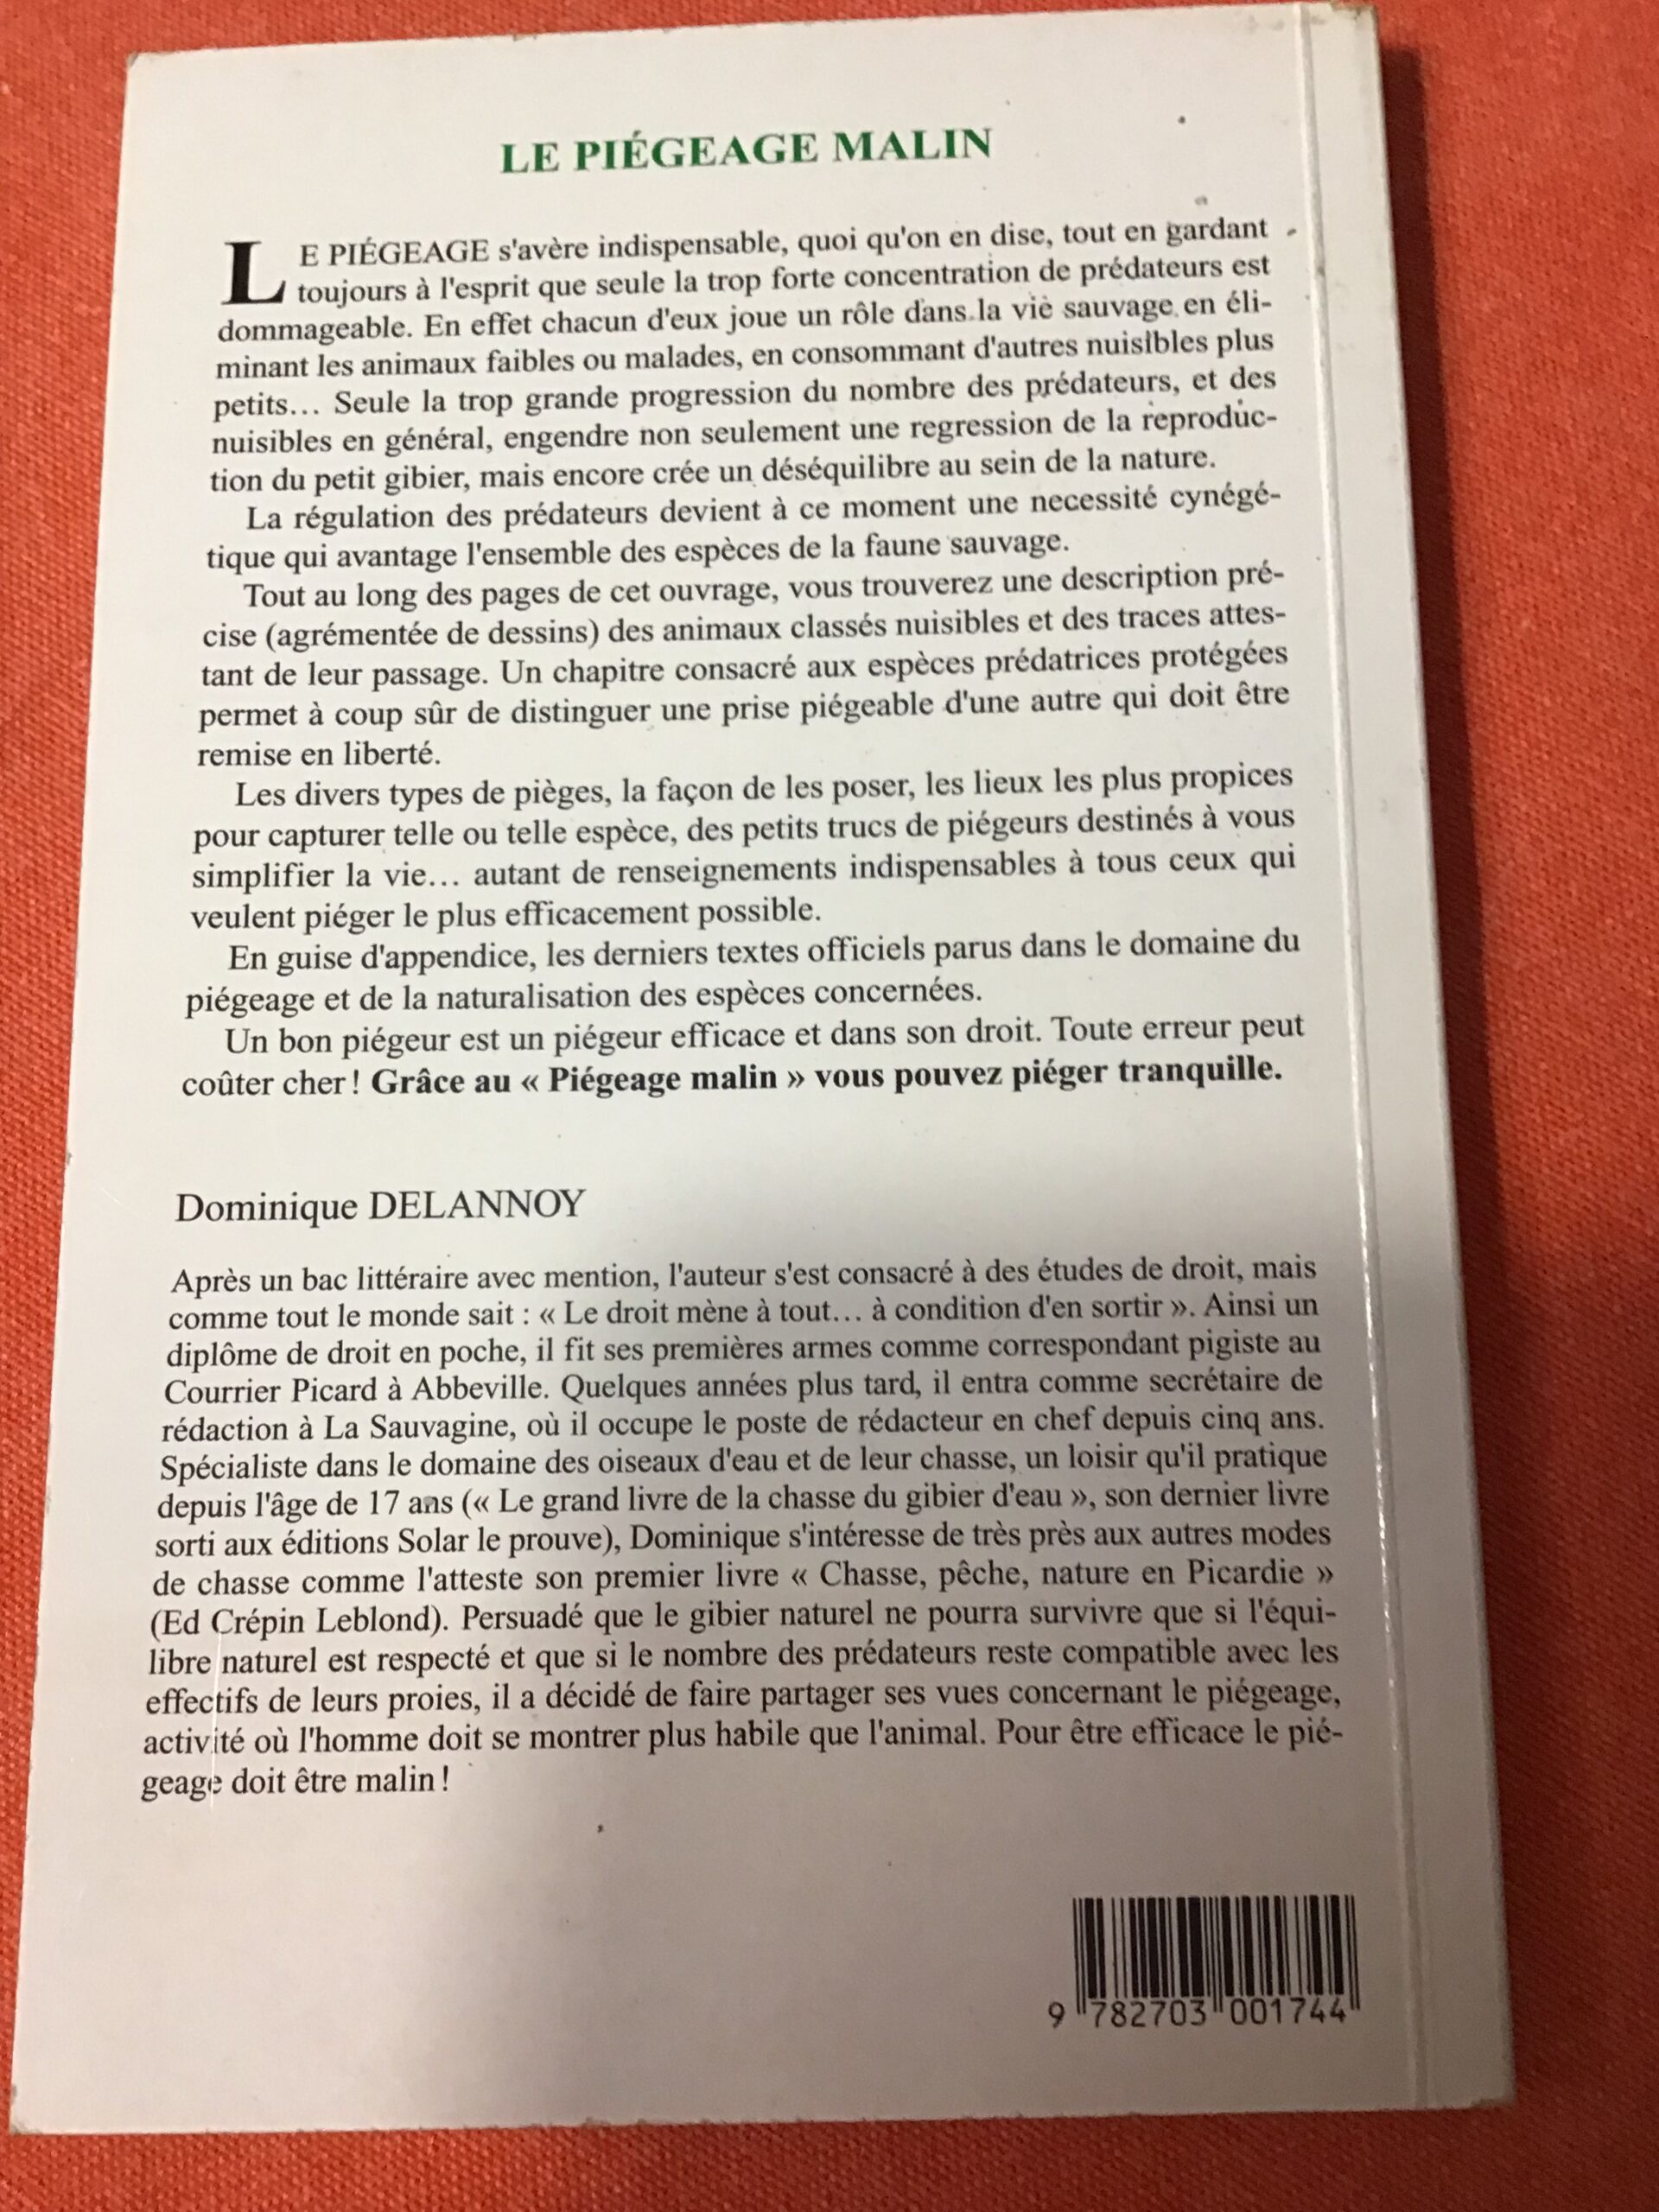 LE PIÉGEAGE MALIN
LE PIÉGEAGE s'avère indispensable, quoi qu'on en dise, tout en gardant
toujours à l'esprit que seule la trop forte concentration de prédateurs est
dommageable. En effet chacun d'eux joue un rôle dans la vie sauvage en éli-
minant les animaux faibles ou malades, en consommant d'autres nuisibles plus
petits... Seule la trop grande progression du nombre des prédateurs, et des
nuisibles en général, engendre non seulement une regression de la reproduc-
tion du petit gibier, mais encore crée un déséquilibre au sein de la nature.
La régulation des prédateurs devient à ce moment une necessité cynégé-
tique qui avantage l'ensemble des espèces de la faune sauvage.
Tout au long des pages de cet ouvrage, vous trouverez une description pré-
cise (agrémentée de dessins) des animaux classés nuisibles et des traces attes-
tant de leur passage. Un chapitre consacré aux espèces prédatrices protégées
permet à coup sûr de distinguer une prise piégeable d'une autre qui doit être
remise en liberté.
Les divers types de pièges, la façon de les poser, les lieux les plus propices
pour capturer telle ou telle espèce, des petits trucs de piégeurs destinés à vous
simplifier la vie... autant de renseignements indispensables à tous ceux qui
veulent piéger le plus efficacement possible.
En guise d'appendice, les derniers textes officiels parus dans le domaine du
piégeage et de la naturalisation des espèces concernées.
Un bon piégeur est un piégeur efficace et dans son droit. Toute erreur peut
coûter cher ! Grâce au « Piégeage malin » vous pouvez piéger tranquille.
Dominique DELANNOY
Après un bac littéraire avec mention, l'auteur s'est consacré à des études de droit, mais
comme tout le monde sait : « Le droit mène à tout... à condition d'en sortir ». Ainsi un
diplôme de droit en poche, il fit ses premières armes comme correspondant pigiste au
Courrier Picard à Abbeville. Quelques années plus tard, il entra comme secrétaire de
rédaction à La Sauvagine, où il occupe le poste de rédacteur en chef depuis cinq ans.
Spécialiste dans le domaine des oiseaux d'eau et de leur chasse, un loisir qu'il pratique
depuis l'âge de 17 ans (« Le grand livre de la chasse du gibier d'eau », son dernier livre
sorti aux éditions Solar le prouve), Dominique s'intéresse de très près aux autres modes
de chasse comme l'atteste son premier livre « Chasse, pêche, nature en Picardie »
(Ed Crépin Leblond). Persuadé que le gibier naturel ne pourra survivre que si l'équi-
libre naturel est respecté et que si le nombre des prédateurs reste compatible avec les
effectifs de leurs proies, il a décidé de faire partager ses vues concernant le piégeage,
activité où l'homme doit se montrer plus habile que l'animal. Pour être efficace le pié-
geage doit être malin !
9 782703 001744